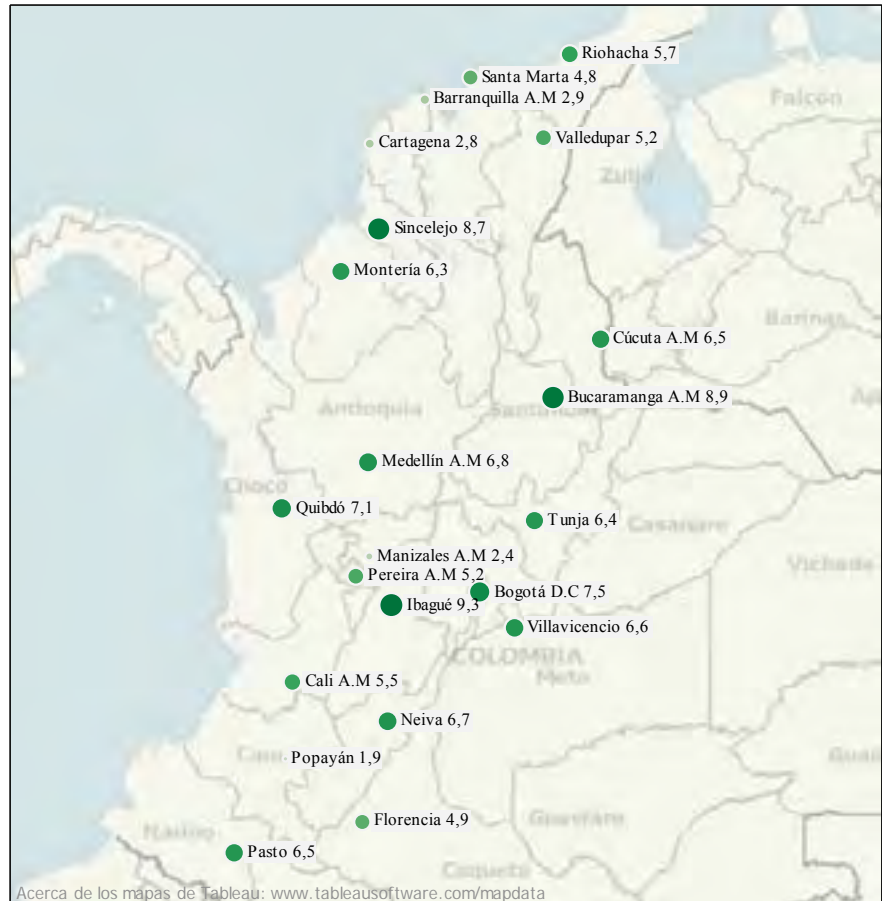 Riohacha 5,7
Santa Marta 4,8
Barranquilla A.M 2,9
Falcón
Cartagena 2,8
Valledupar 5,2
Zulia
Sincelejo 8,7
Montería 6,3
Barinas
Cúcuta A.M 6,5
Bucaramanga A.M 8,9
Antioquia
Santander
Medellín A.M 6,8
Chocó
Quibdó 7,1
Tunja 6,4
Casanare
Manizales A.M 2,4
Vichada
Pereira A.M 5,2
Bogotá D.C 7,5
Ibagué 9,3
Villavicencio 6,6
COLOMBIA
Meta
Cali A.M 5,5
Neiva 6,7
Popayán 1,9
Florencia 4,9
Guaviare
Nariño
Pasto 6,5
Caquetá
Acerca de los mapas de Tableau: www.tableausoftware.com/mapdata